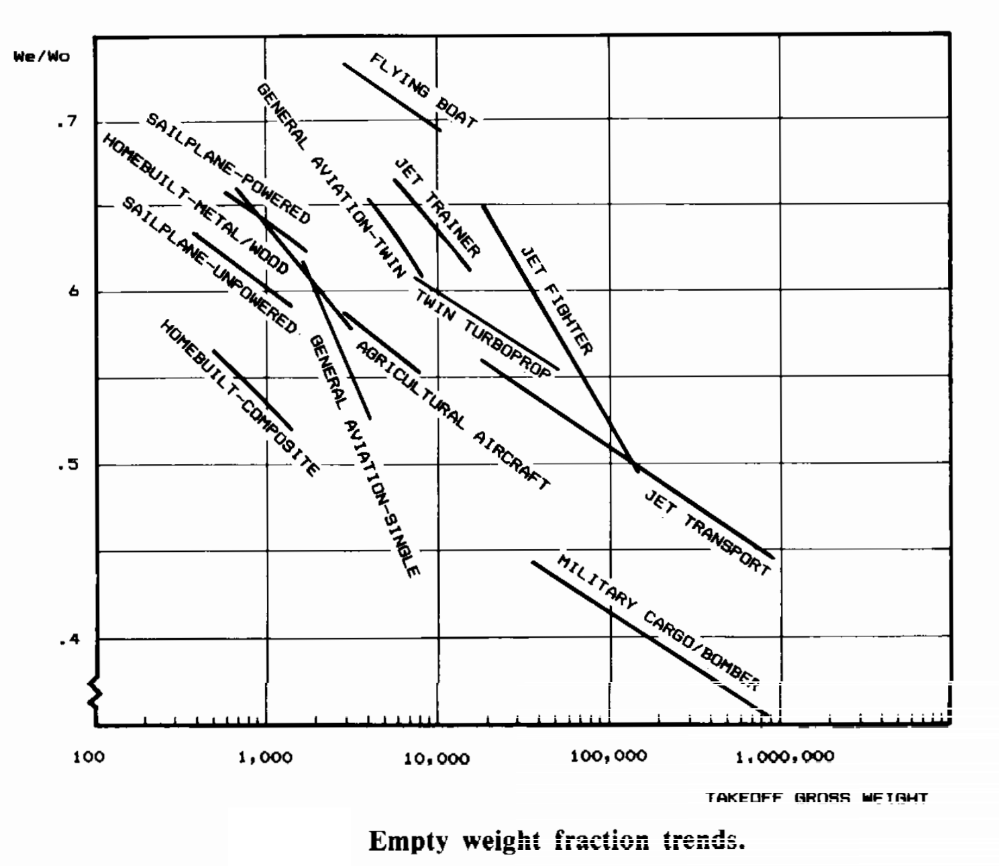 We/Wo
FLYING BOAT
GENERAL AVIATION-TWIN
.7
SAILPLANE-POWERED
HOMEBUILT-METAL/WOOD
JET TRAINER
SAILPLANE-UNPOWERED
JET FIGHTER
6
TWIN TURBOPROP
HOMEBUILT-COMPOSITE
GENERAL AVIATION-SINGLE
AGRICULTURAL AIRCRAFT
.5
JET TRANSPORT
MILITARY CARGO/BOMBER
.4
100 1,000 10,000 100,000 1,000,000
TAKEOFF GROSS WEIGHT
Empty weight fraction trends.